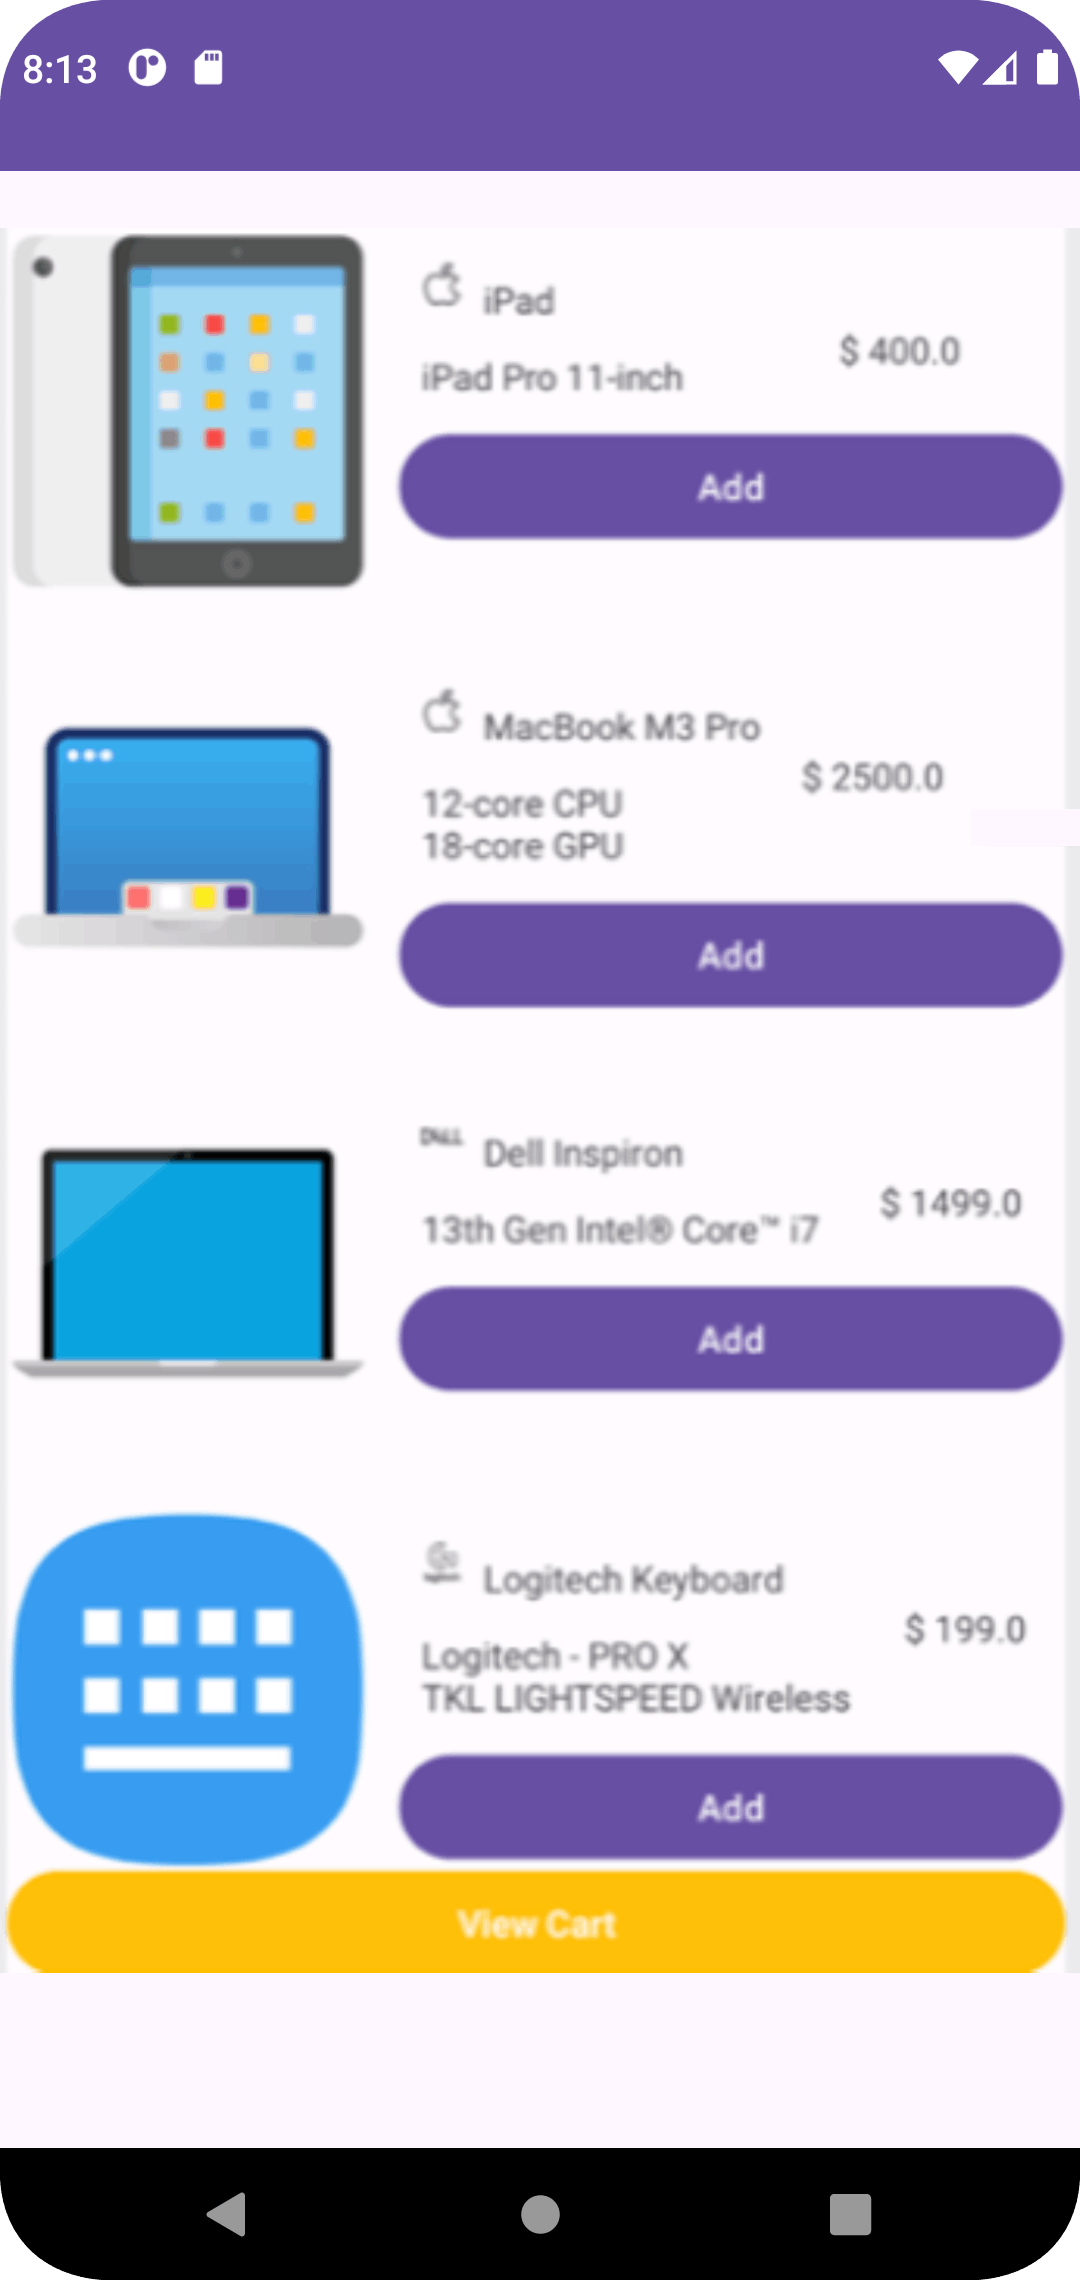 8:13
iPad
$ 400.0
iPad Pro 11-inch
Add
MacBook M3 Pro
$ 2500.0
12-core CPU
18-core GPU
Add
DELL
Dell Inspiron
$ 1499.0
13th Gen Intel® Core™ i7
Add
Logitech Keyboard
$ 199.0
Logitech - PRO X
TKL LIGHTSPEED Wireless
Add
View Cart